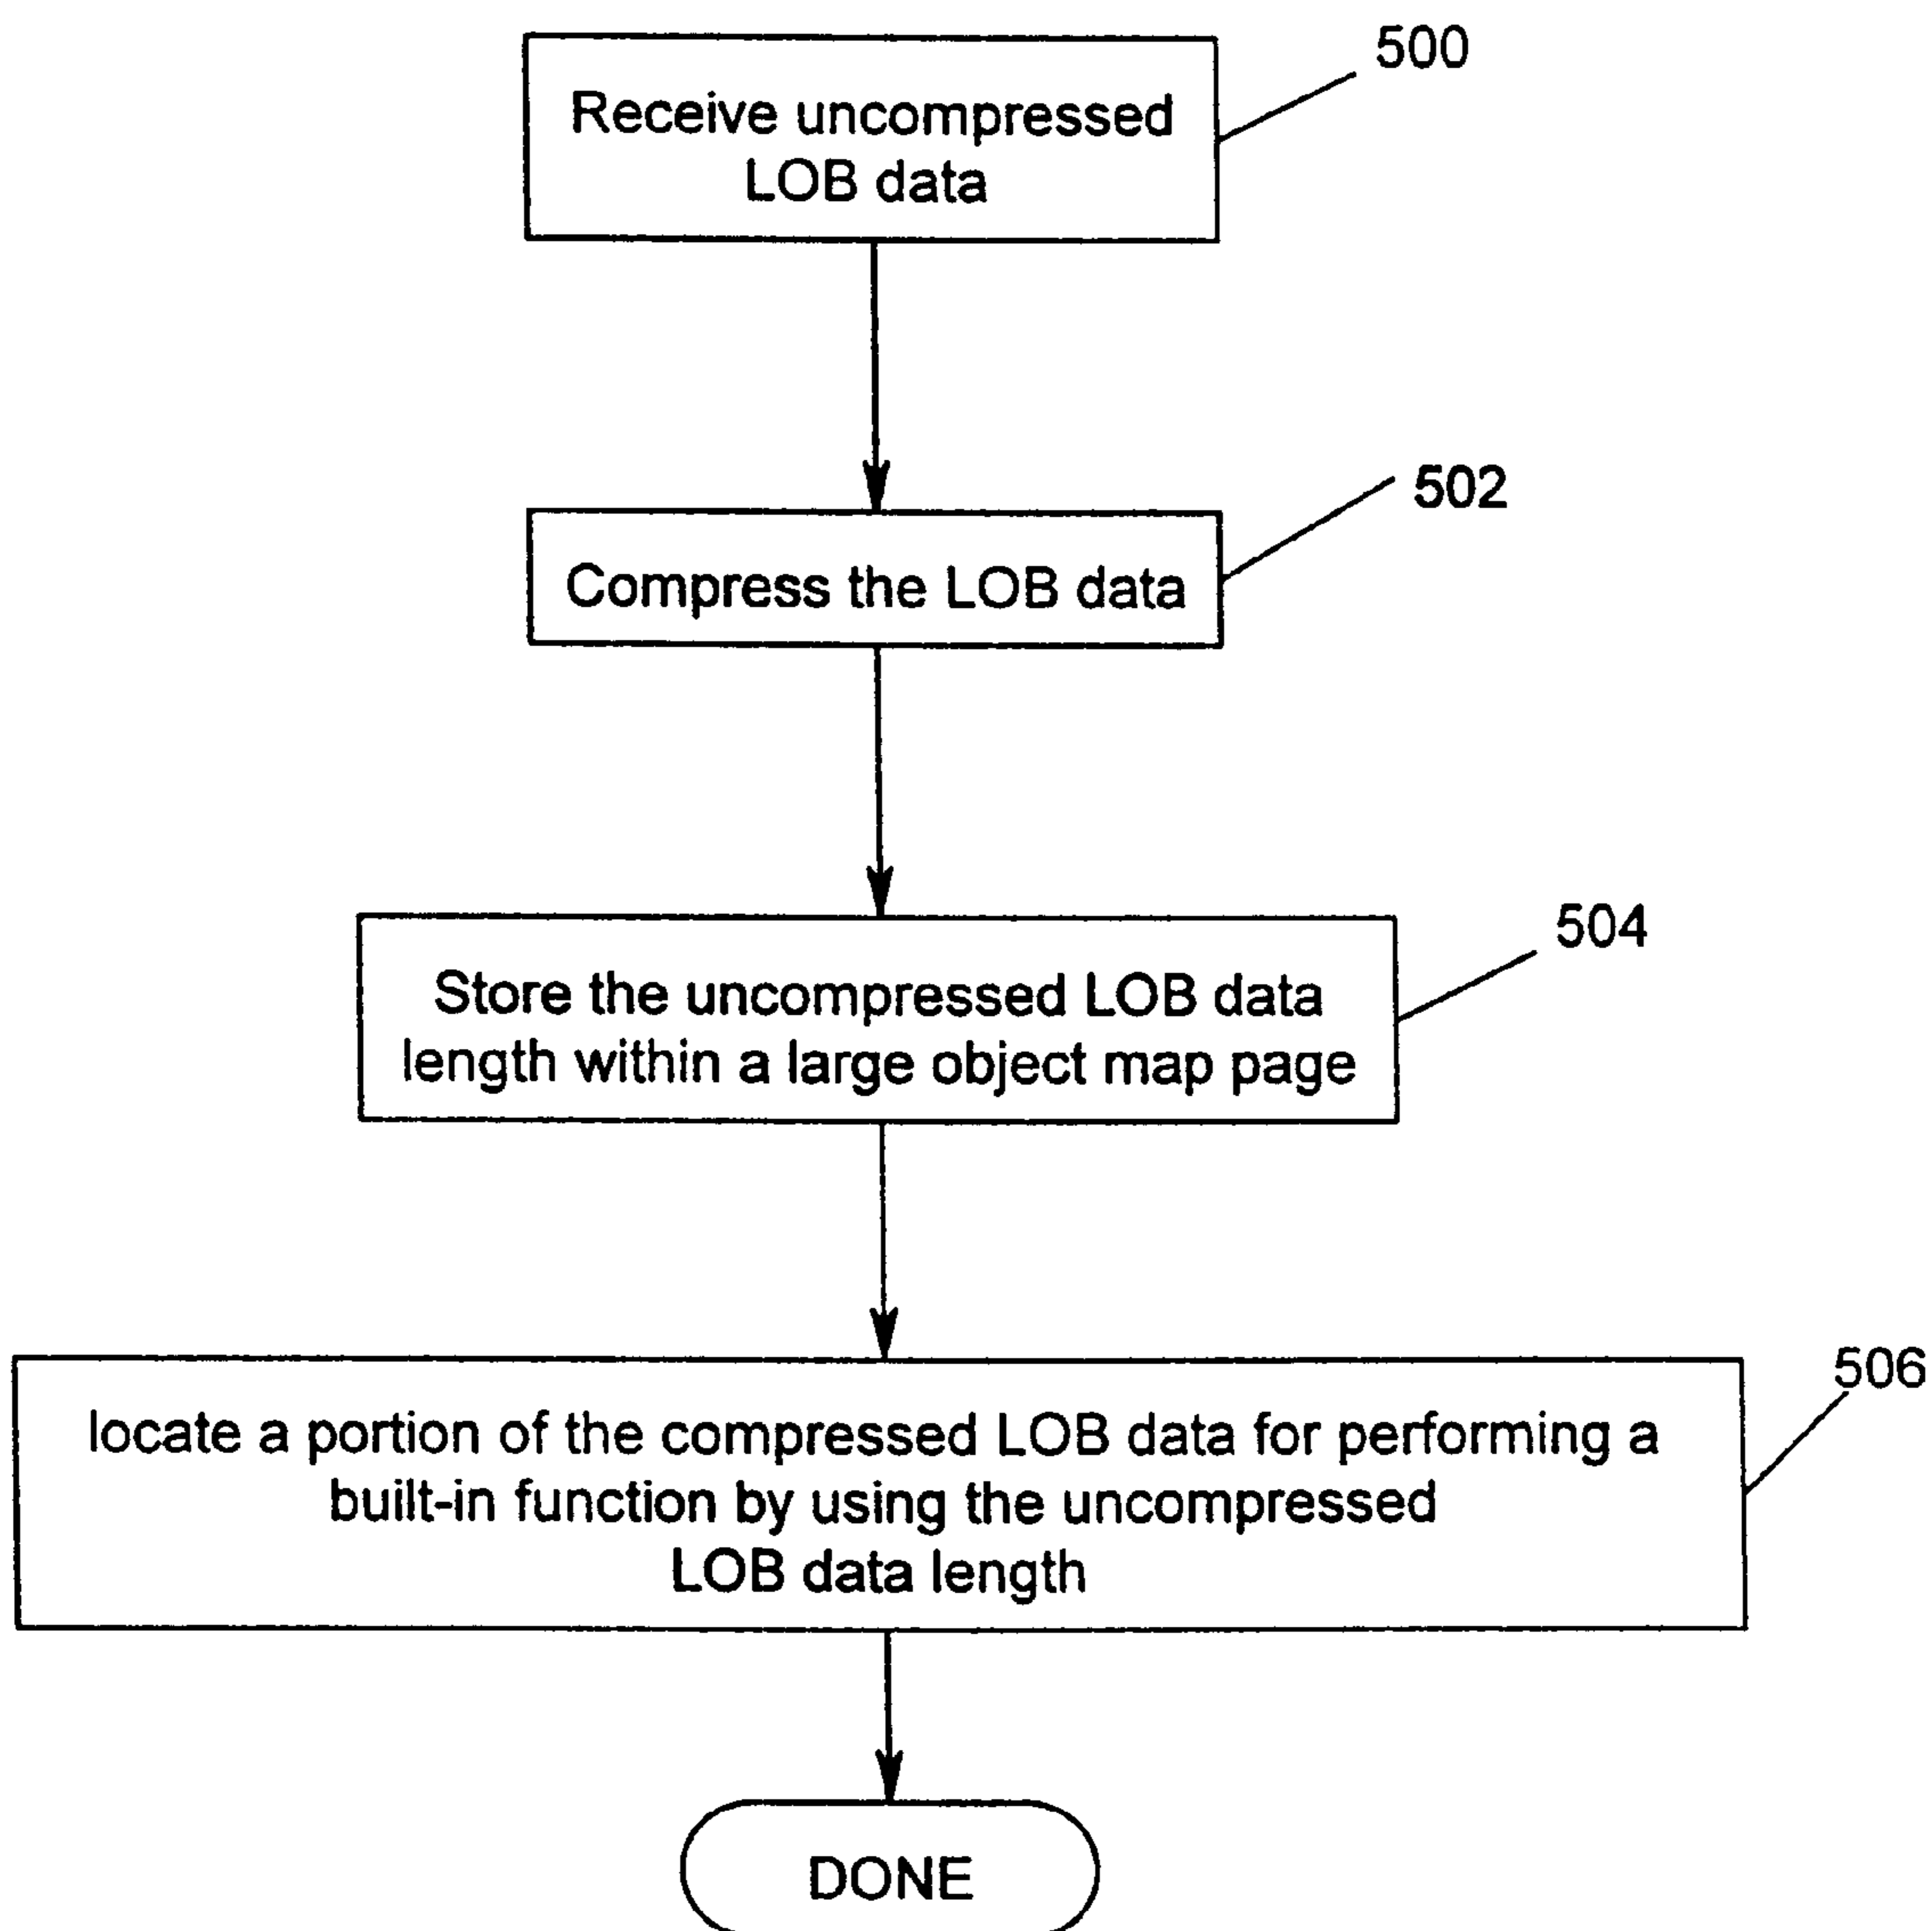 500
Receive uncompressed
LOB data
502
Compress the LOB data
504
Store the uncompressed LOB data
length within a large object map page
506
locate a portion of the compressed LOB data for performing a
built-in function by using the uncompressed
LOB data length
DONE